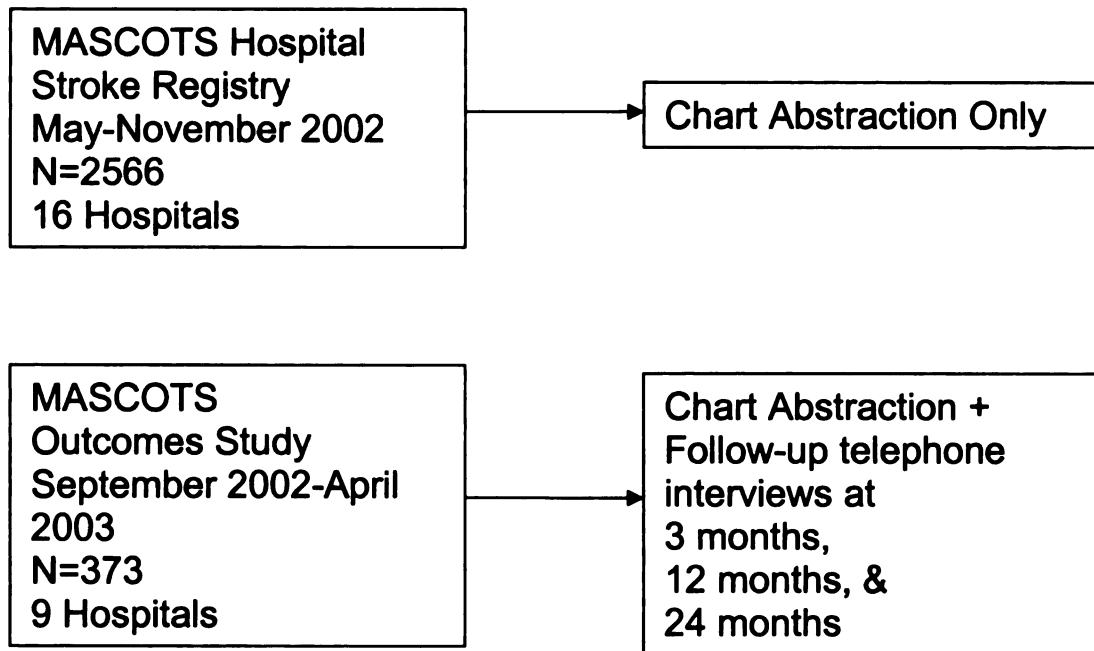 MASCOTS Hospital
Stroke Registry
May-November 2002
N=2566
16 Hospitals
Chart Abstraction Only
MASCOTS
Outcomes Study
September 2002-April
2003
N=373
9 Hospitals
Chart Abstraction +
Follow-up telephone
interviews at
3 months,
12 months, &
24 months